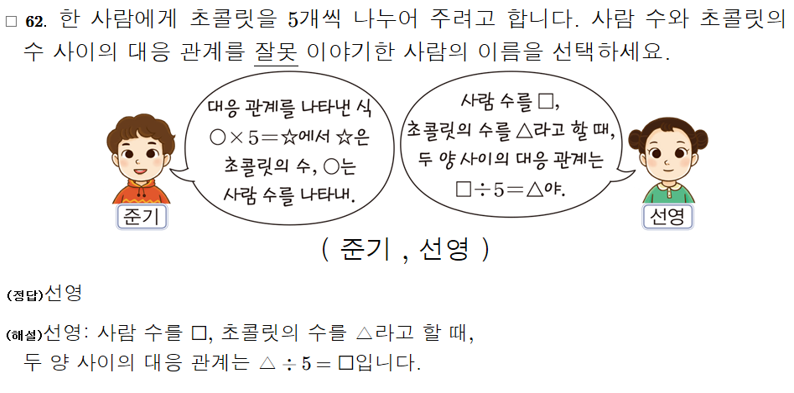 □ 62. 한 사람에게 초콜릿을 5개씩 나누어 주려고 합니다. 사람 수와 초콜릿의
수 사이의 대응 관계를 잘못 이야기한 사람의 이름을 선택하세요.
대응 관계를 나타낸 식
○×5=☆에서 ☆은
초콜릿의 수, ○는
사람 수를 나타내.
준기
사람 수를 □,
초콜릿의 수를 △라고 할 때,
두 양 사이의 대응 관계는
□÷5=△야.
선영
( 준기 , 선영 )
(정답)선영
(해설)선영: 사람 수를 □, 초콜릿의 수를 △라고 할 때,
두 양 사이의 대응 관계는 △÷5=□입니다.